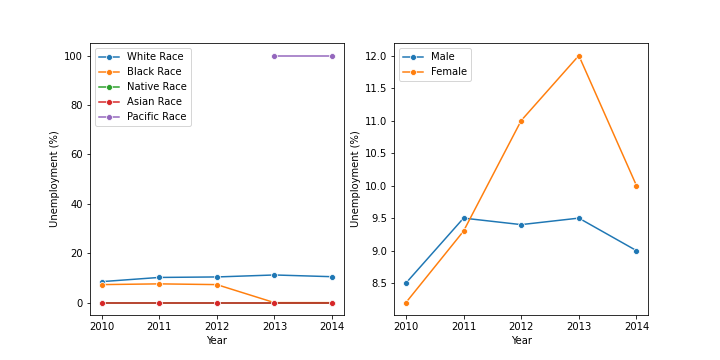 White Race
Black Race
Native Race
Asian Race
Pacific Race
100
80
60
40
20
0
Unemployment (%)
2010 2011 2012 2013 2014
Year
Male
Female
12.0
11.5
11.0
10.5
10.0
9.5
9.0
8.5
Unemployment (%)
2010 2011 2012 2013 2014
Year